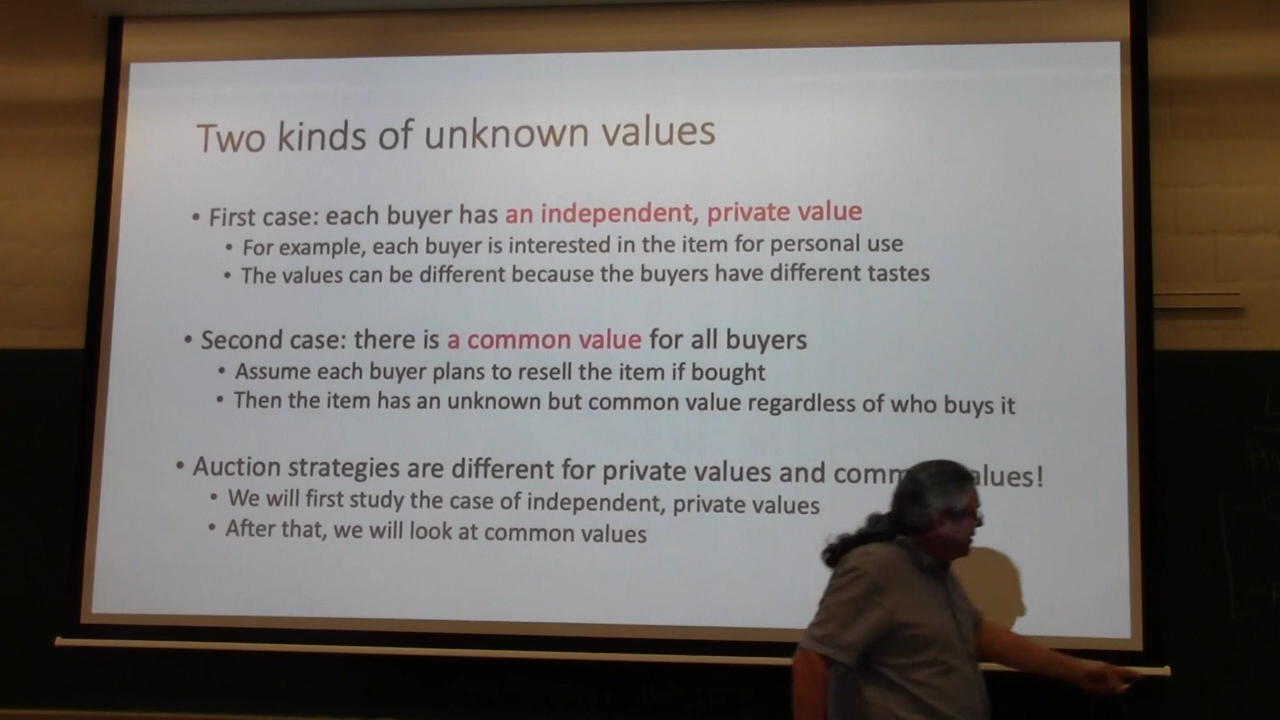 Two kinds of unknown values
• First case: each buyer has an independent, private value
• For example, each buyer is interested in the item for personal use
• The values can be different because the buyers have different tastes
• Second case: there is a common value for all buyers
• Assume each buyer plans to resell the item if bought
• Then the item has an unknown but common value regardless of who buys it
• Auction strategies are different for private values and comm alues!
• We will first study the case of independent, private values
• After that, we will look at common values